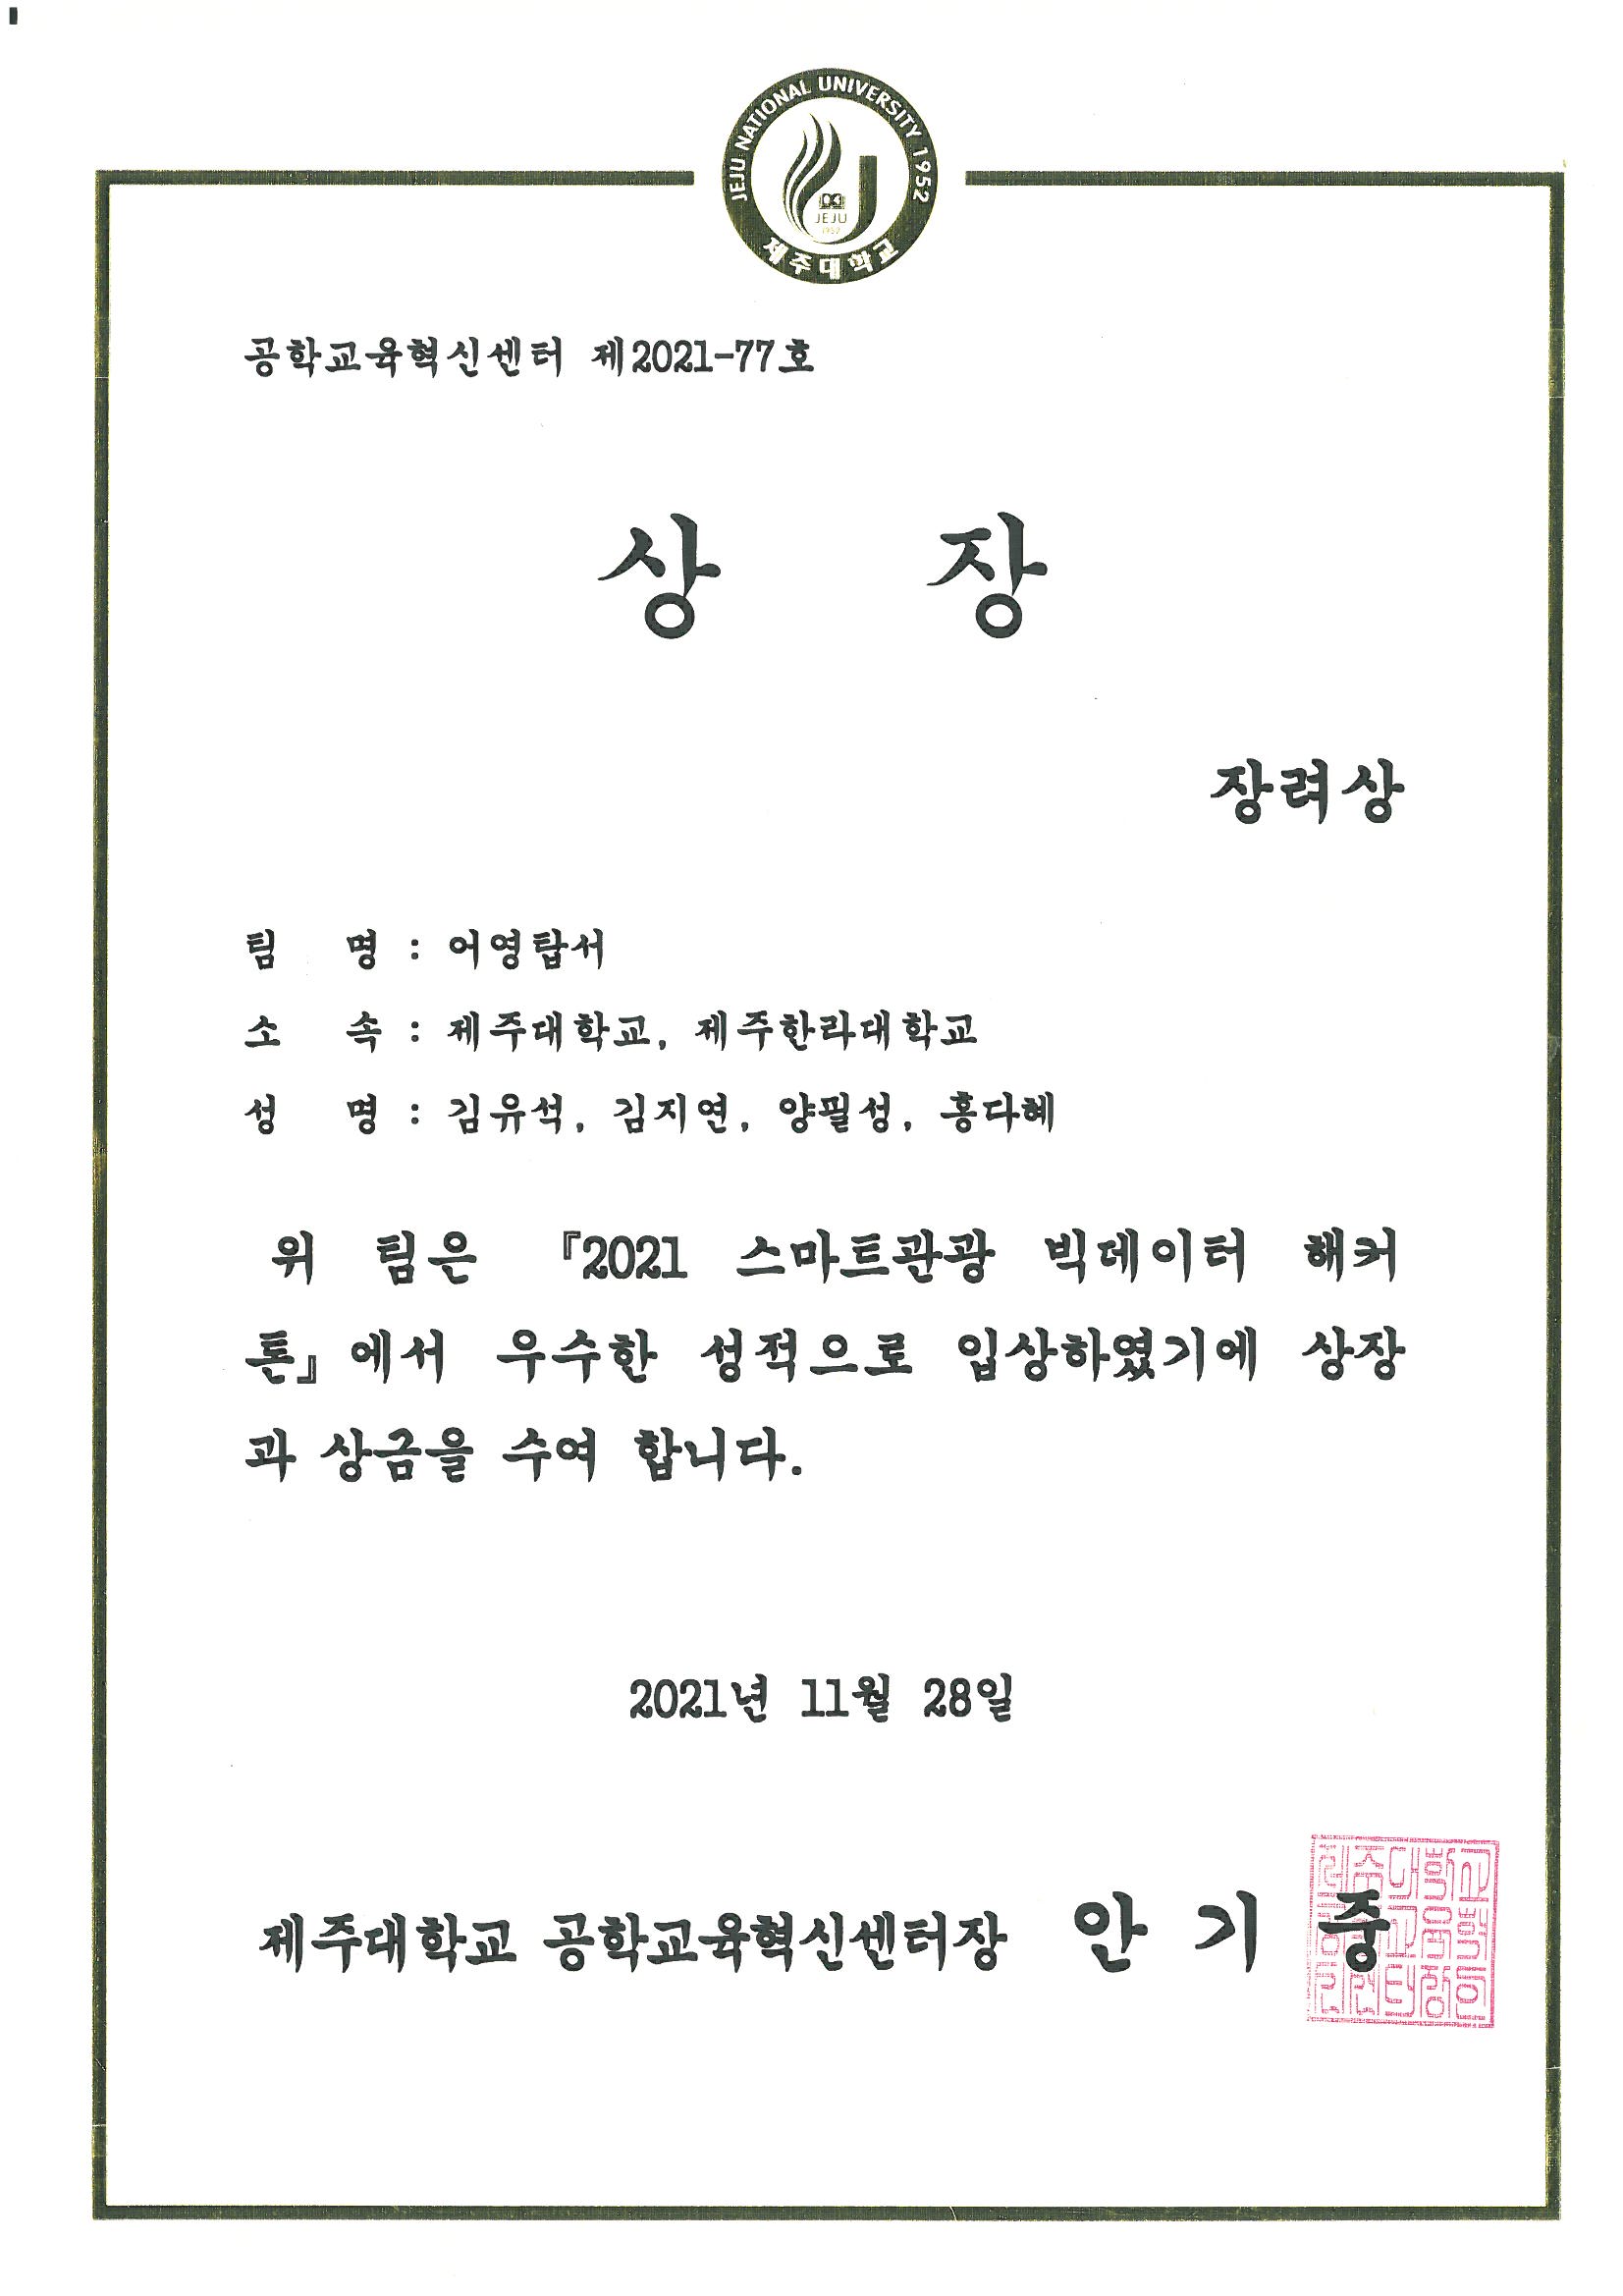 JEJU NATIONAL UNIVERSITY 1952
JEJU
1952
제주대학교
공학교육혁신센터 제2021-77호
상 장
장려상
팀 명 : 어영탑서
소 속 : 제주대학교, 제주한라대학교
성 명 : 김유석, 김지연, 양필성, 홍다혜
위 팀은 『2021 스마트관광 빅데이터 해커
톤』에서 우수한 성적으로 입상하였기에 상장
과 상금을 수여 합니다.
2021년 11월 28일
제주대학교 공학교육혁신센터장 안 기 중